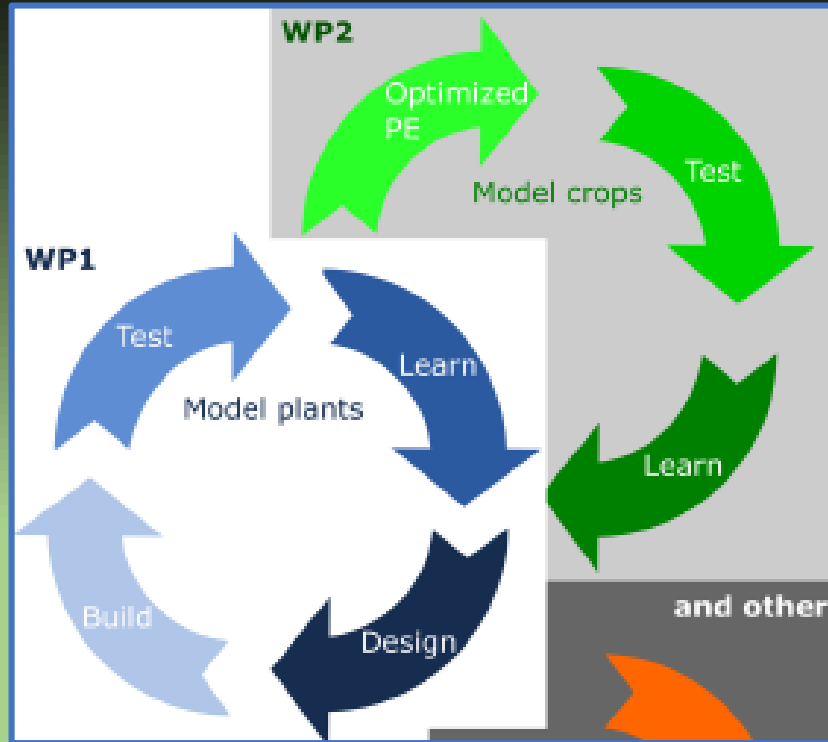 WP2
Optimized
PE
Test
Model crops
WP1
Test
Learn
Model plants
Learn
Build
Design
and other